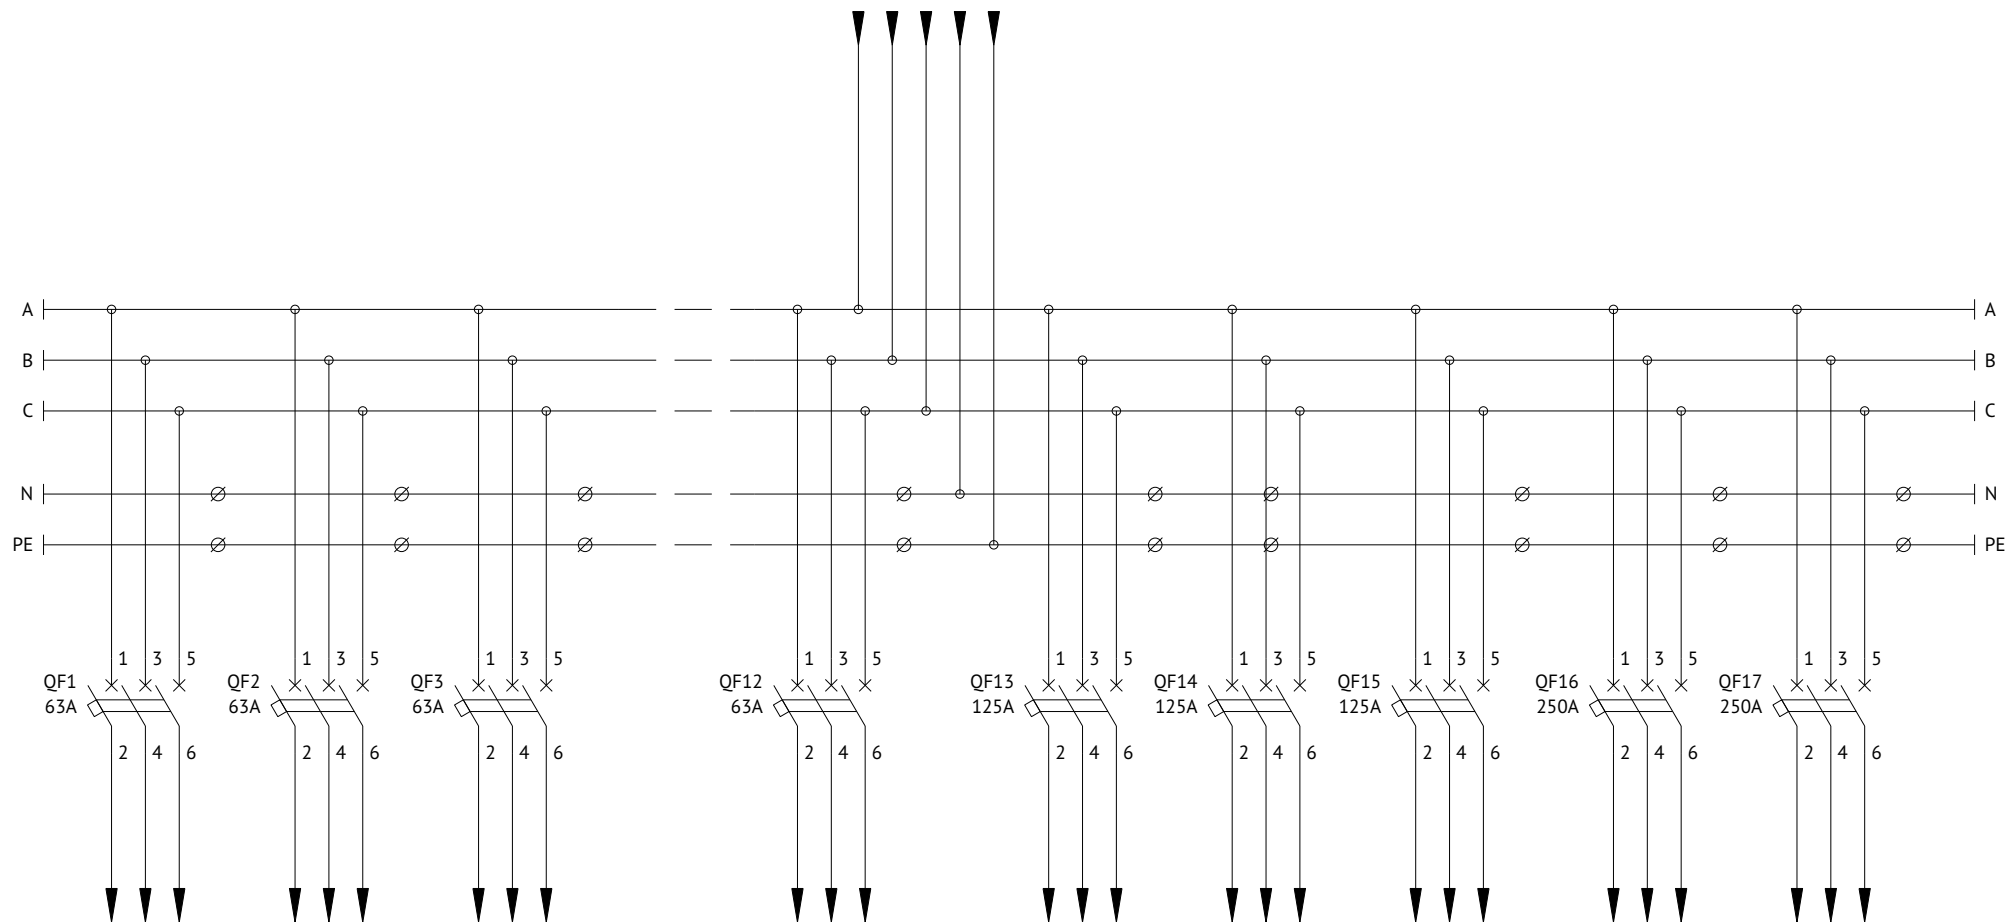 A A
B B
C C
N N
PE PE
1 3 5 1 3 5 1 3 5 1 3 5 1 3 5 1 3 5 1 3 5 1 3 5 1 3 5
QF1 QF2 QF3 QF12 QF13 QF14 QF15 QF16 QF17
63A 63A 63A 63A 125A 125A 125A 250A 250A
2 4 6 2 4 6 2 4 6 2 4 6 2 4 6 2 4 6 2 4 6 2 4 6 2 4 6